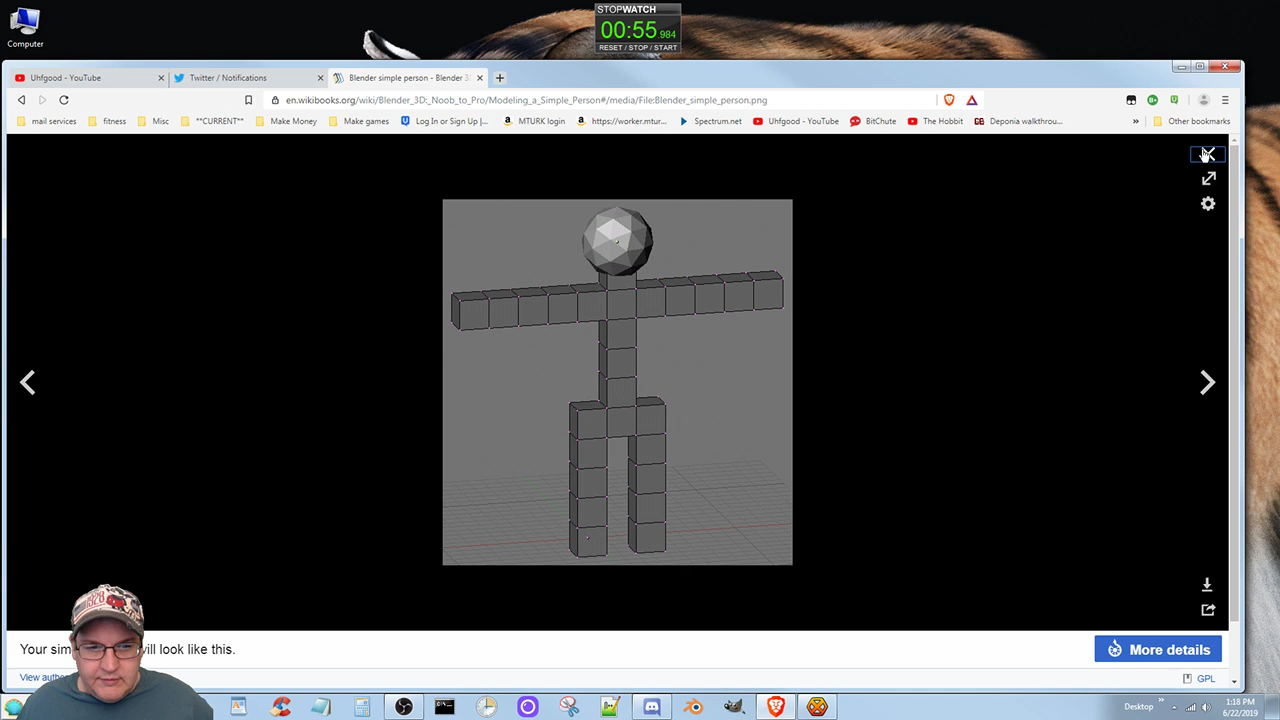 STOPWATCH
00:55.984
RESET / STOP / START
Computer
Uhfgood - YouTube
Twitter / Notifications
Blender simple person - Blender 3
en.wikibooks.org/wiki/Blender_3D:_Noob_to_Pro/Modeling_a_Simple_Person#/media/File:Blender_simple_person.png
mail services
fitness
Misc
**CURRENT**
Make Money
Make games
Log In or Sign Up |...
MTURK login
https://worker.mtur...
Spectrum.net
Uhfgood - YouTube
BitChute
The Hobbit
Deponia walkthrou...
Other bookmarks
Your sim vill look like this.
More details
View auth
GPL
Desktop
1:18 PM
6/22/2019